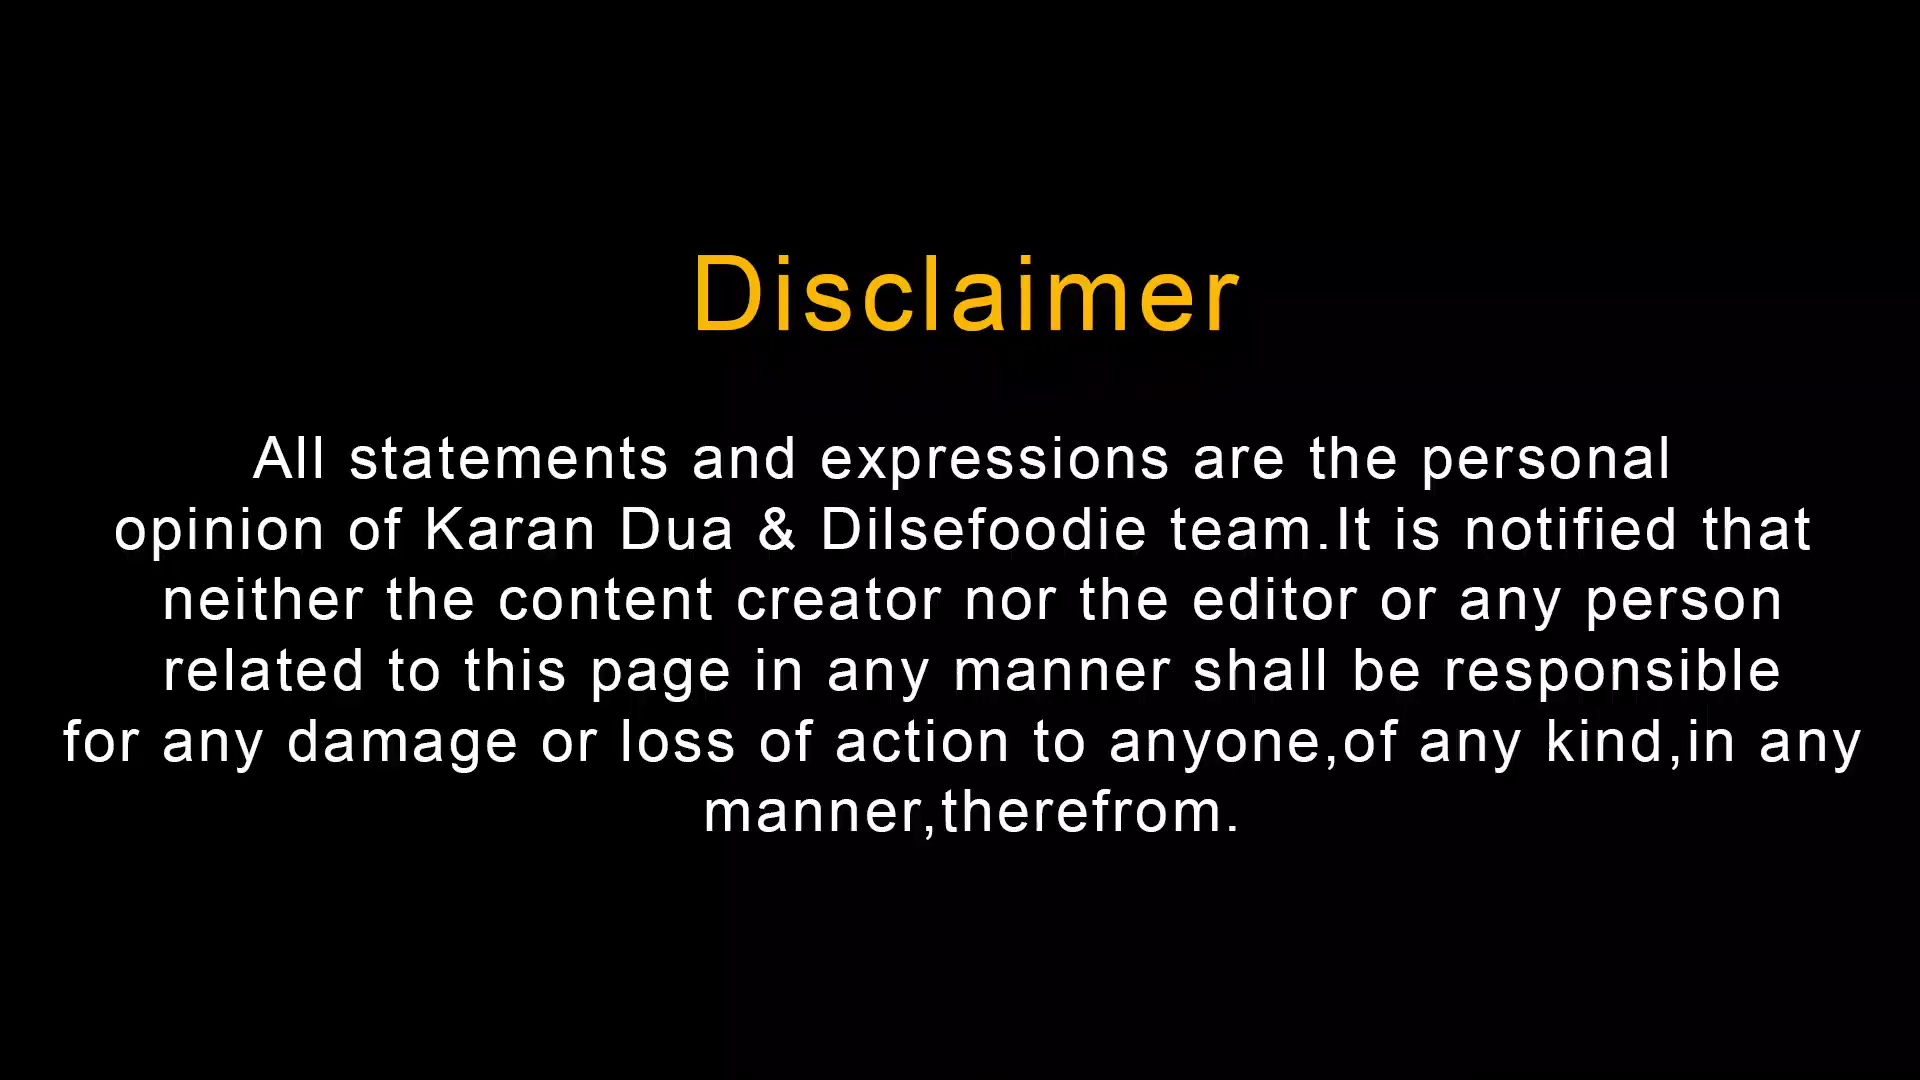 Disclaimer
All statements and expressions are the personal
opinion of Karan Dua & Dilsefoodie team.It is notified that
neither the content creator nor the editor or any person
related to this page in any manner shall be responsible
for any damage or loss of action to anyone,of any kind,in any
manner,therefrom.